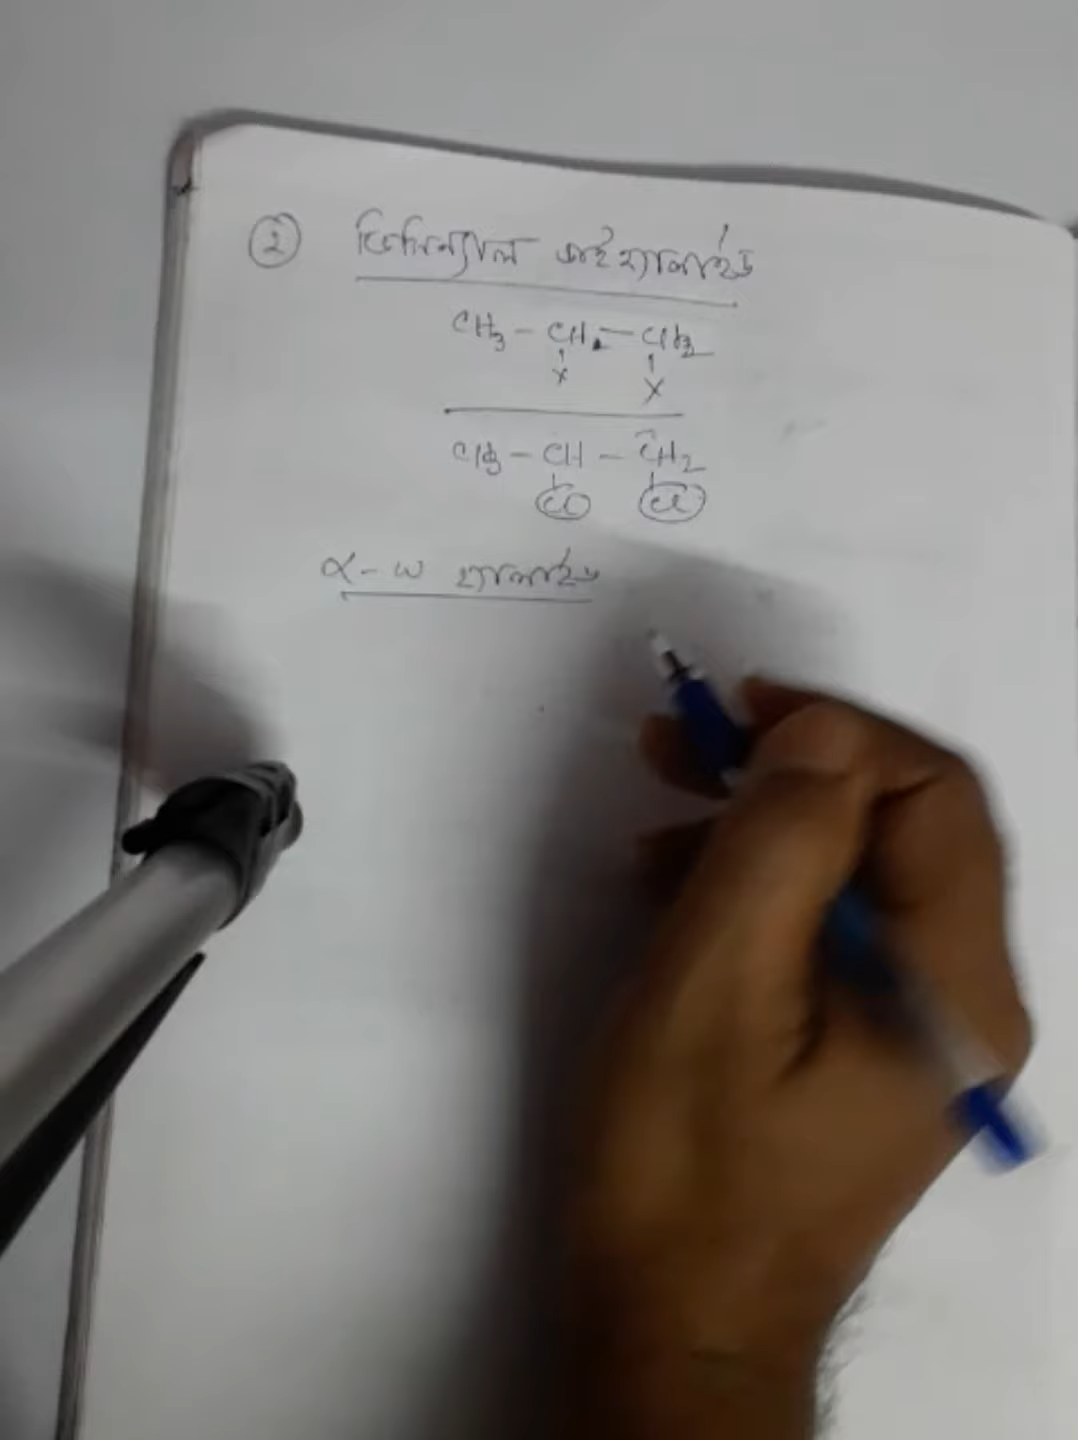 ② ভিসিন্যাল ডাইহ্যালাইড
CH3 - CH - CH2
X X
CH3 - CH - CH2
Cl Cl
α - ω হ্যালাইড